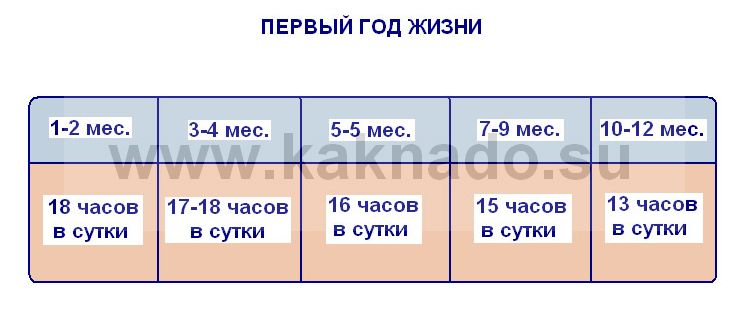 ПЕРВЫЙ ГОД ЖИЗНИ
1-2 мес. 3-4 мес. 5-5 мес. 7-9 мес. 10-12 мес.
www.kaknado.su
18 часов 17-18 часов 16 часов 15 часов 13 часов
в сутки в сутки в сутки в сутки в сутки